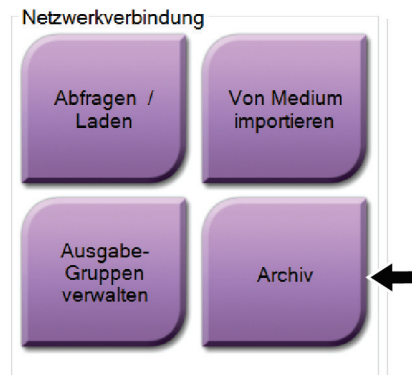 Netzwerkverbindung
Abfragen /
Laden
Von Medium
importieren
Ausgabe-
Gruppen
verwalten
Archiv